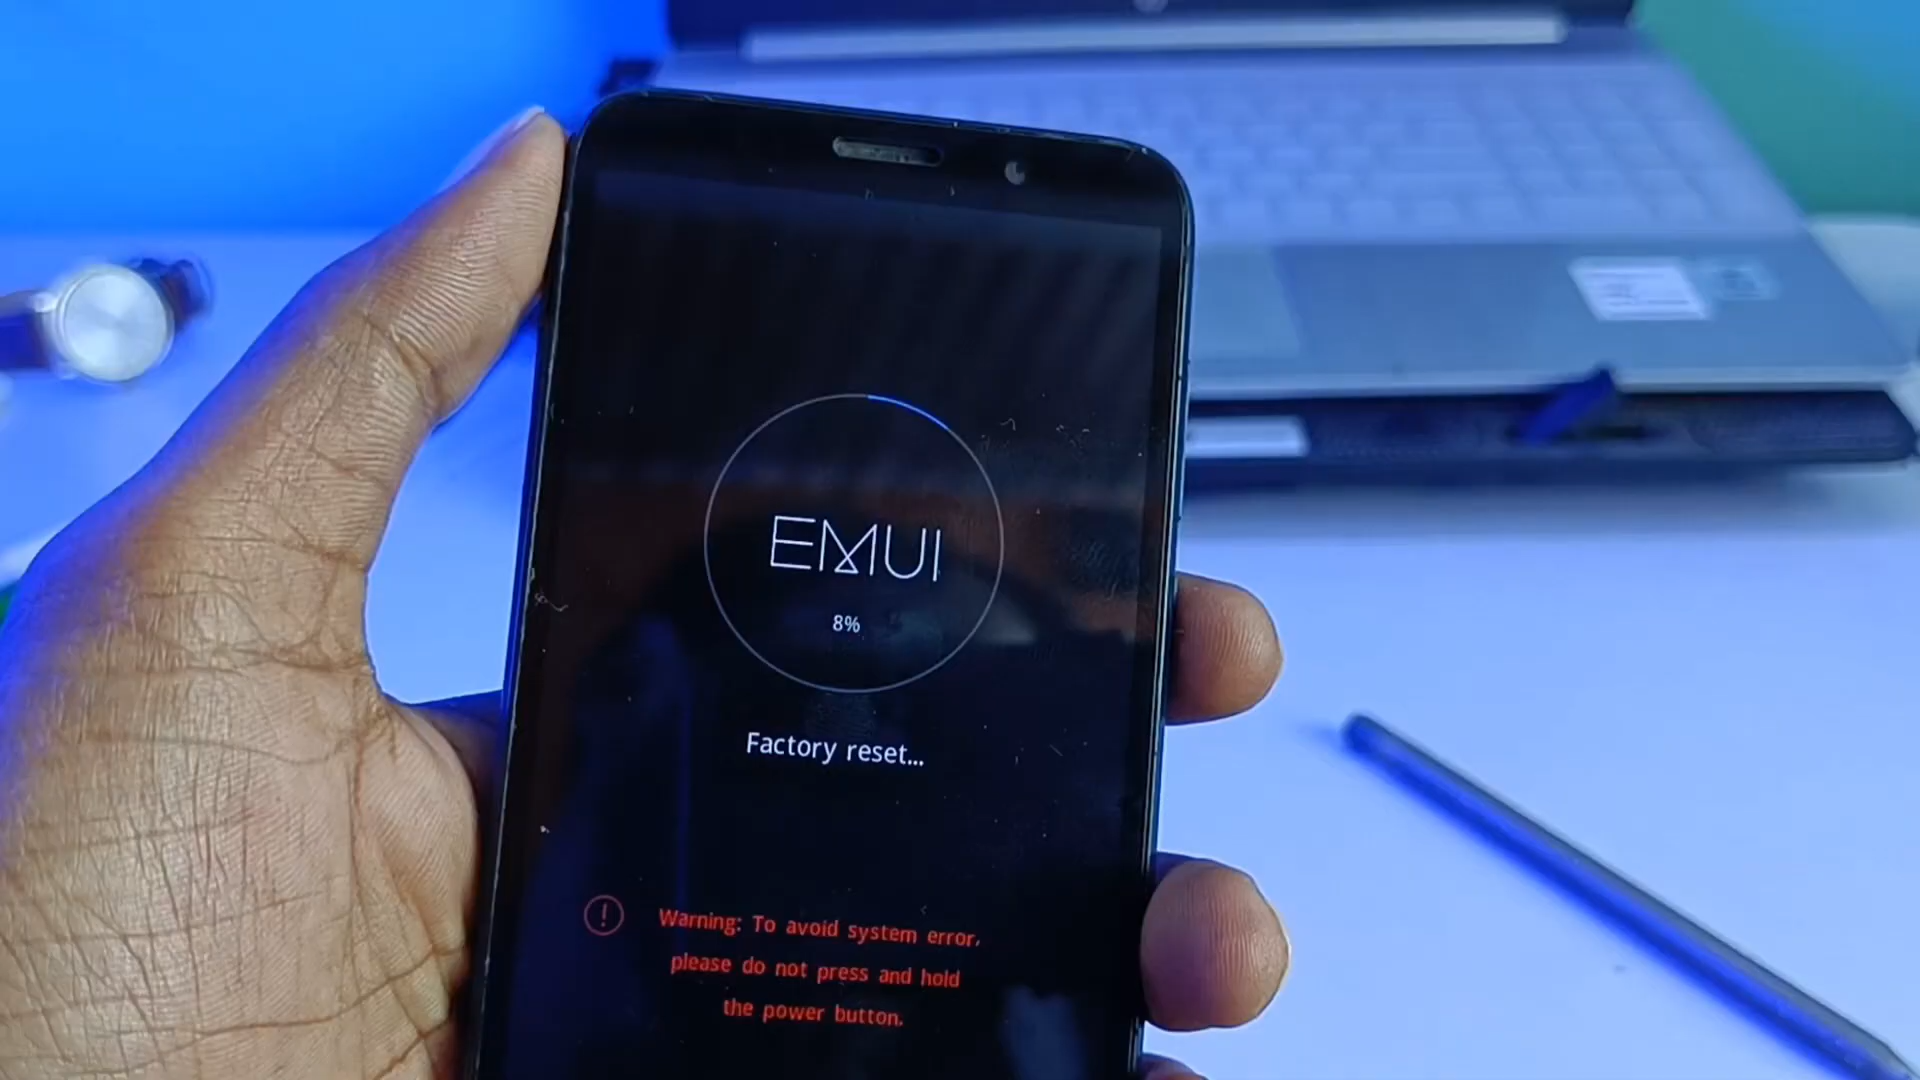 EMUI
8%
Factory reset...
Warning: To avoid system error,
please do not press and hold
the power button.